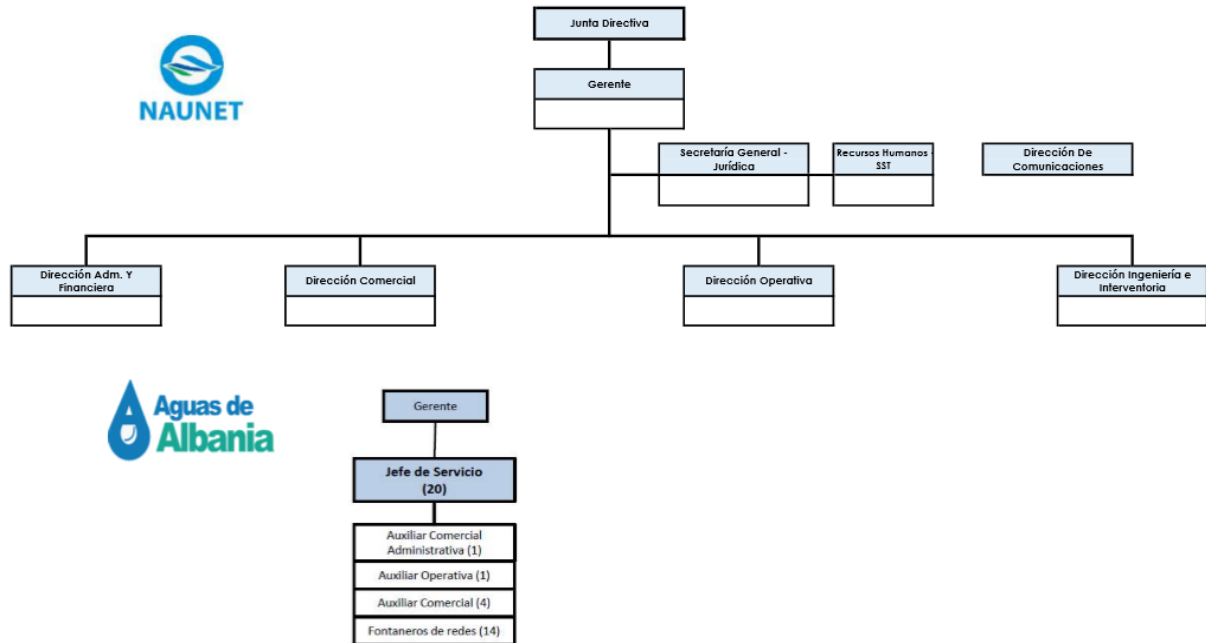 Junta Directiva
NAUNET
Gerente
Secretaría General -
Jurídica
Recursos Humanos -
SST
Dirección De
Comunicaciones
Dirección Adm. Y
Financiera
Dirección Comercial
Dirección Operativa
Dirección Ingeniería e
Interventoria
Aguas de
Albania
Gerente
Jefe de Servicio
(20)
Auxiliar Comercial
Administrativa (1)
Auxiliar Operativa (1)
Auxiliar Comercial (4)
Fontaneros de redes (14)